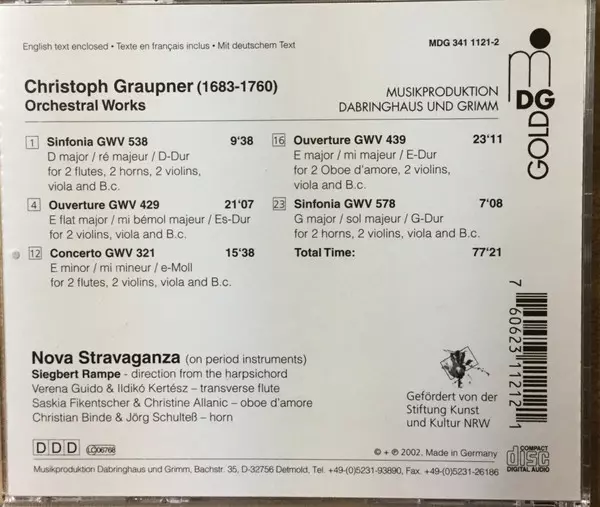 English text enclosed • Texte en français inclus • Mit deutschem Text
MDG 341 1121-2
Christoph Graupner (1683-1760)
Orchestral Works
MUSIKPRODUKTION
DABRINGHAUS UND GRIMM
mDG
GOLD
1 Sinfonia GWV 538 9'38
D major / ré majeur / D-Dur
for 2 flutes, 2 horns, 2 violins,
viola and B.c.
4 Ouverture GWV 429 21'07
E flat major / mi bémol majeur / Es-Dur
for 2 violins, viola and B.c.
12 Concerto GWV 321 15'38
E minor / mi mineur / e-Moll
for 2 flutes, 2 violins, viola and B.c.
16 Ouverture GWV 439 23'11
E major / mi majeur / E-Dur
for 2 Oboe d'amore, 2 violins,
viola and B.c.
23 Sinfonia GWV 578 7'08
G major / sol majeur / G-Dur
for 2 horns, 2 violins, viola and B.c.
Total Time: 77'21
7 60623 11212 1
Nova Stravaganza (on period instruments)
Siegbert Rampe - direction from the harpsichord
Verena Guido & Ildikó Kertész – transverse flute
Saskia Fikentscher & Christine Allanic – oboe d'amore
Christian Binde & Jörg Schulteß – horn
Gefördert von der
Stiftung Kunst
und Kultur NRW
DDD
LC06768
© + ℗ 2002, Made in Germany
COMPACT
disc
DIGITAL AUDIO
Musikproduktion Dabringhaus und Grimm, Bachstr. 35, D-32756 Detmold, Tel. +49-(0)5231-93890, Fax +49-(0)5231-26186